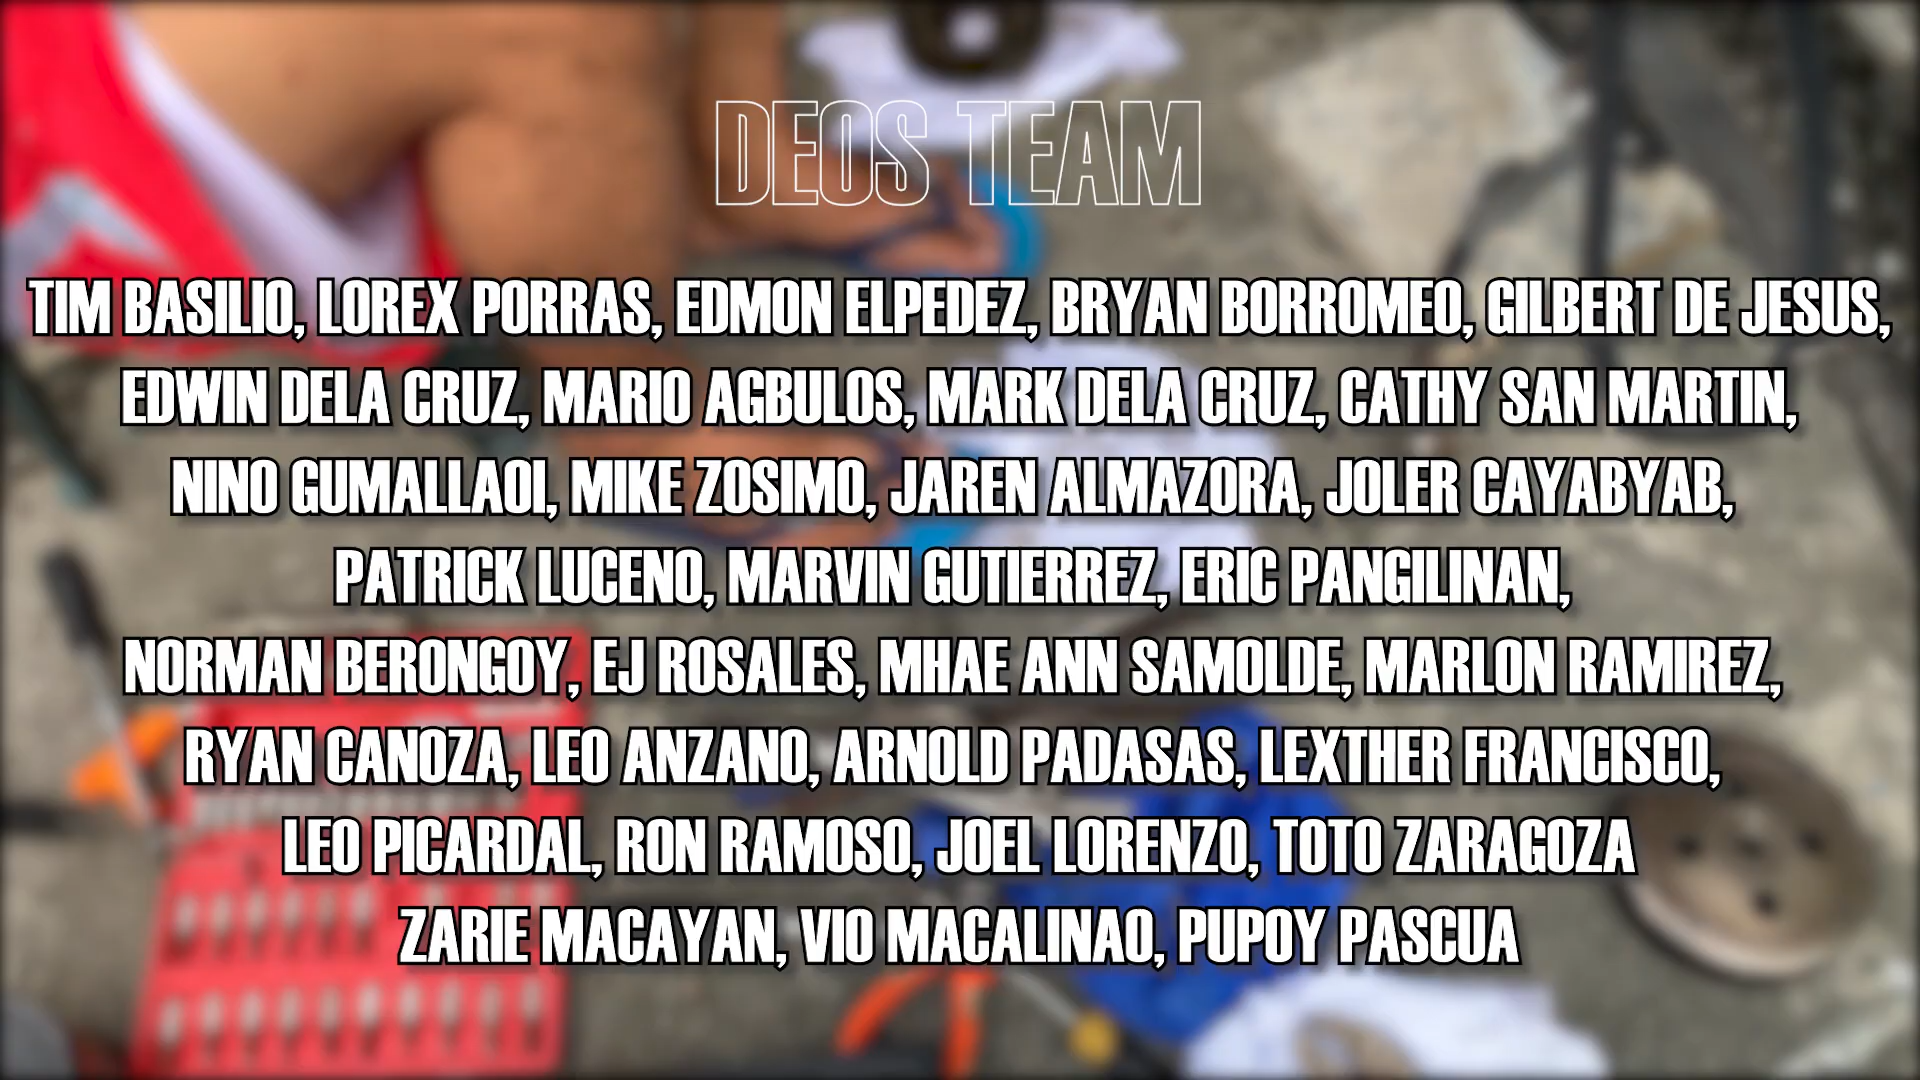 DEOS TEAM
TIM BASILIO, LOREX PORRAS, EDMON ELPEDEZ, BRYAN BORROMEO, GILBERT DE JESUS,
EDWIN DELA CRUZ, MARIO AGBULOS, MARK DELA CRUZ, CATHY SAN MARTIN,
NINO GUMALLAOI, MIKE ZOSIMO, JAREN ALMAZORA, JOLER CAYABYAB,
PATRICK LUCENO, MARVIN GUTIERREZ, ERIC PANGILINAN,
NORMAN BERONGOY, EJ ROSALES, MHAE ANN SAMOLDE, MARLON RAMIREZ,
RYAN CANOZA, LEO ANZANO, ARNOLD PADASAS, LEXTHER FRANCISCO,
LEO PICARDAL, RON RAMOSO, JOEL LORENZO, TOTO ZARAGOZA
ZARIE MACAYAN, VIO MACALINAO, PUPOY PASCUA